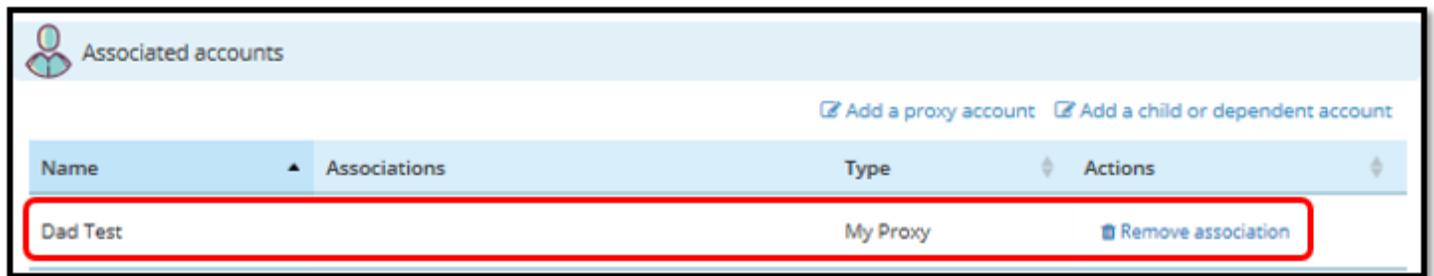 Associated accounts
Add a proxy account Add a child or dependent account
Name Associations Type Actions
Dad Test My Proxy Remove association